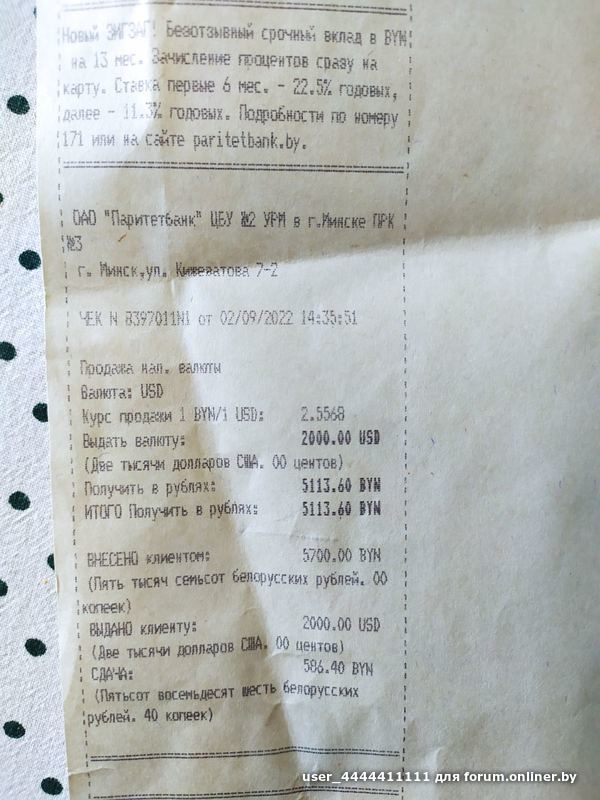 Новый ЗИГЗАГ! Безотзывный срочный вклад в BYN
на 13 мес. Зачисление процентов сразу на
карту. Ставка первые 6 мес. - 22.5% годовых,
далее - 11.3% годовых. Подробности по номеру
171 или на сайте paritetbank.by.
ОАО "Паритетбанк" ЦБУ №2 УРМ в г.Минске ПРК
№3
г. Минск,ул. Кижеватова 7-2
ЧЕК N 8397011N1 от 02/09/2022 14:35:51
Продажа нал. валюты
Валюта: USD
Курс продажи 1 BYN/1 USD: 2.5568
Выдать валюту: 2000.00 USD
(Две тысячи долларов США. 00 центов)
Получить в рублях: 5113.60 BYN
ИТОГО Получить в рублях: 5113.60 BYN
ВНЕСЕНО клиентом: 5700.00 BYN
(Пять тысяч семьсот белорусских рублей. 00
копеек)
ВЫДАНО клиенту: 2000.00 USD
(Две тысячи долларов США. 00 центов)
СДАЧА: 586.40 BYN
(Пятьсот восемьдесят шесть белорусских
рублей. 40 копеек)
user_4444411111 для forum.onliner.by